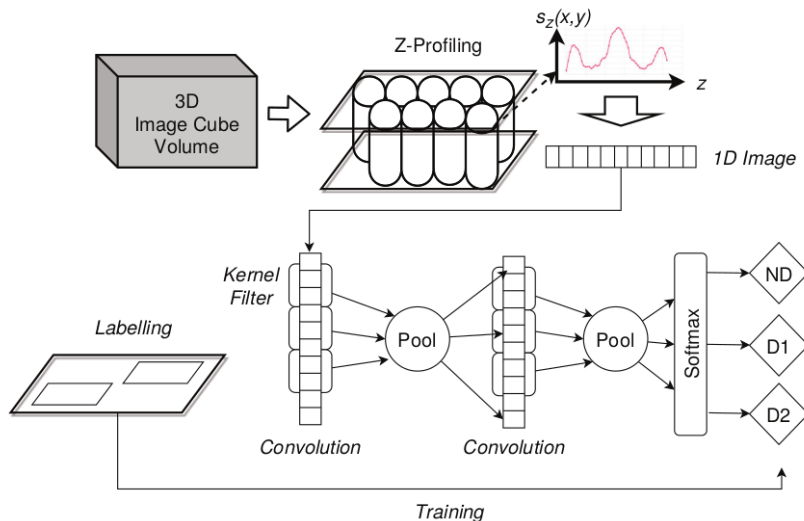 Z-Profiling
s_z(x,y)
z
3D
Image Cube
Volume
1D Image
Kernel
Filter
Labelling
Pool
Pool
Softmax
ND
D1
D2
Convolution
Convolution
Training